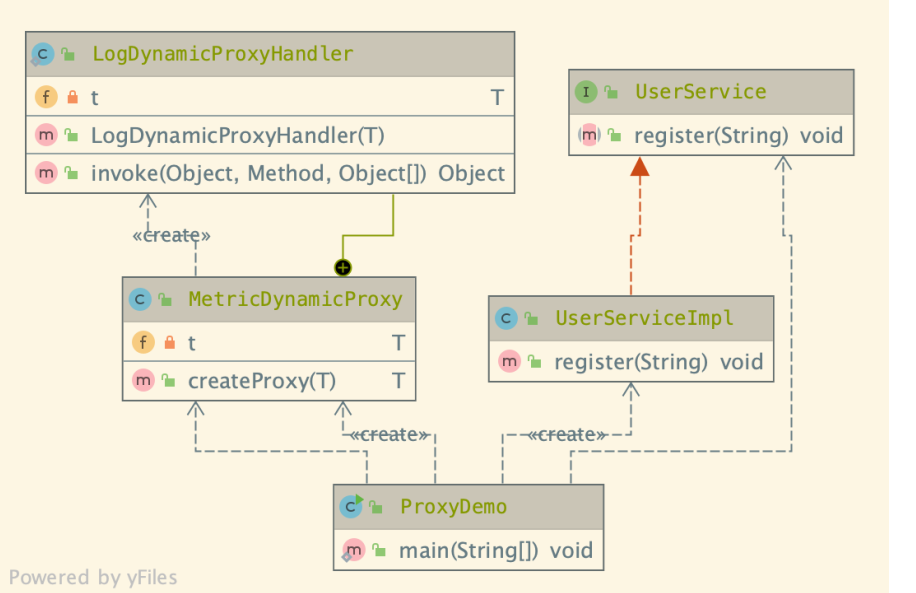 LogDynamicProxyHandler
t T
LogDynamicProxyHandler(T)
invoke(Object, Method, Object[]) Object
UserService
register(String) void
«create»
MetricDynamicProxy
t T
createProxy(T) T
UserServiceImpl
register(String) void
«create»
«create»
ProxyDemo
main(String[]) void
Powered by yFiles